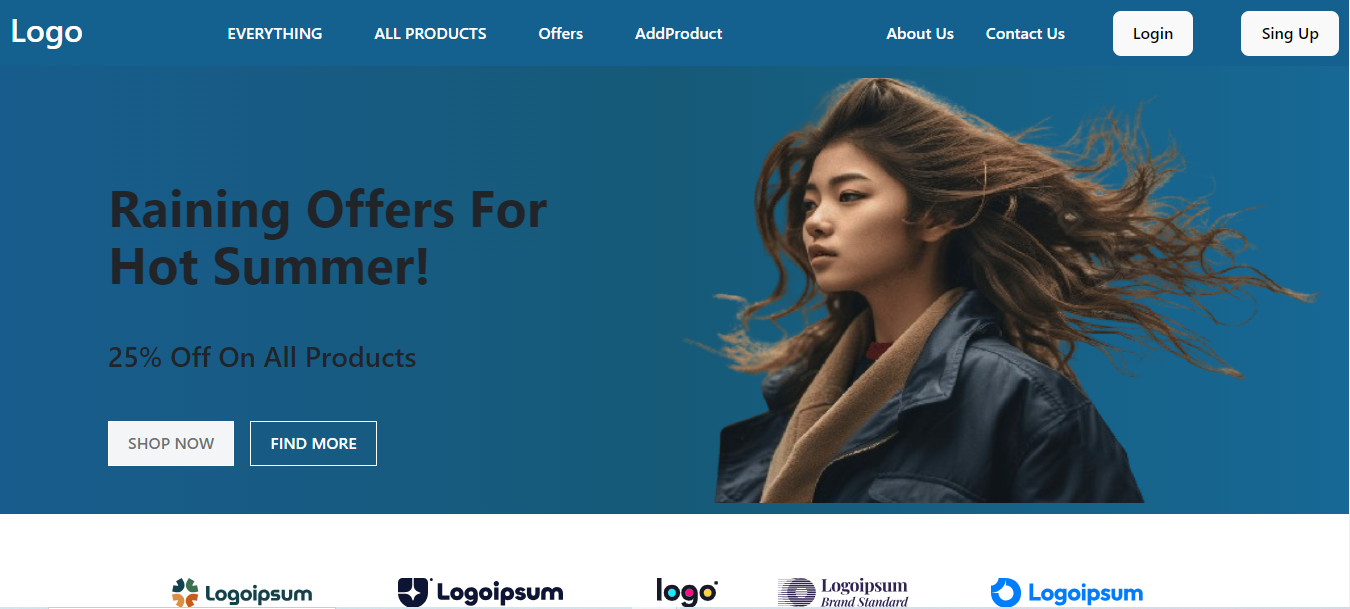 Logo EVERYTHING ALL PRODUCTS Offers AddProduct About Us Contact Us Login Sing Up
Raining Offers For
Hot Summer!
25% Off On All Products
SHOP NOW FIND MORE
Logoipsum Logoipsum logo Logoipsum Logoipsum
Brand Standard